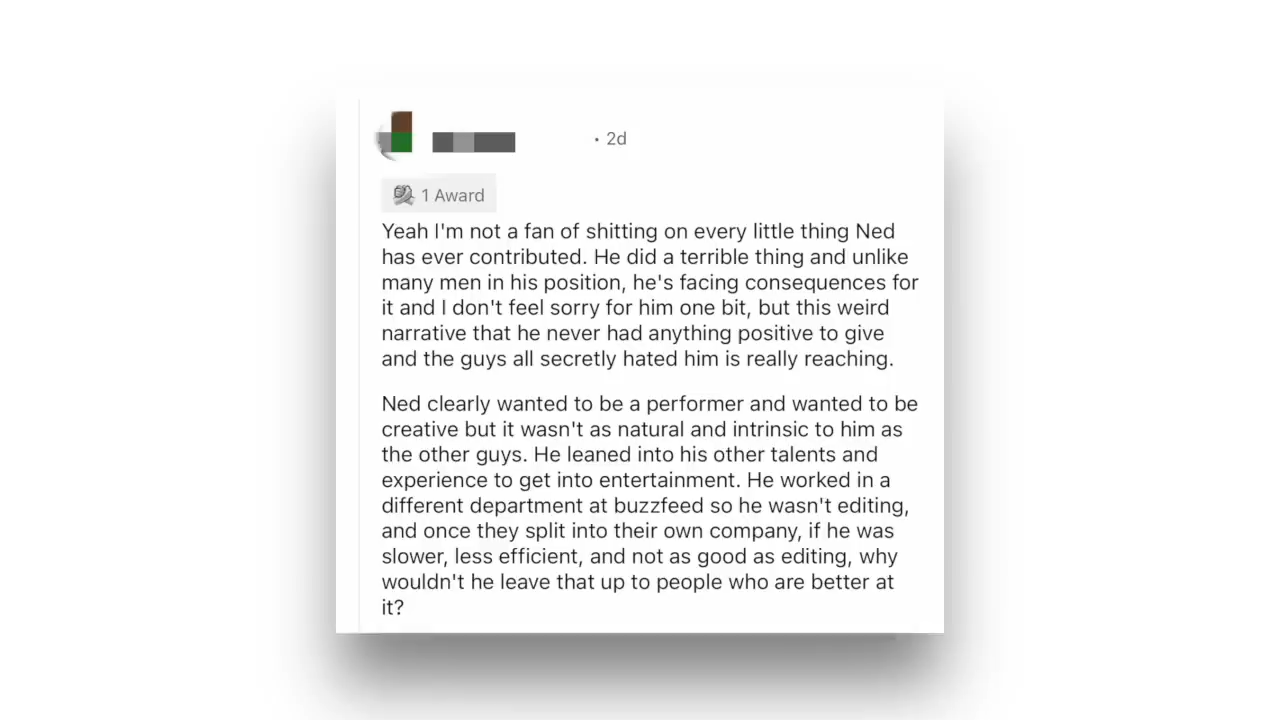 • 2d
1 Award
Yeah I'm not a fan of shitting on every little thing Ned
has ever contributed. He did a terrible thing and unlike
many men in his position, he's facing consequences for
it and I don't feel sorry for him one bit, but this weird
narrative that he never had anything positive to give
and the guys all secretly hated him is really reaching.
Ned clearly wanted to be a performer and wanted to be
creative but it wasn't as natural and intrinsic to him as
the other guys. He leaned into his other talents and
experience to get into entertainment. He worked in a
different department at buzzfeed so he wasn't editing,
and once they split into their own company, if he was
slower, less efficient, and not as good as editing, why
wouldn't he leave that up to people who are better at
it?